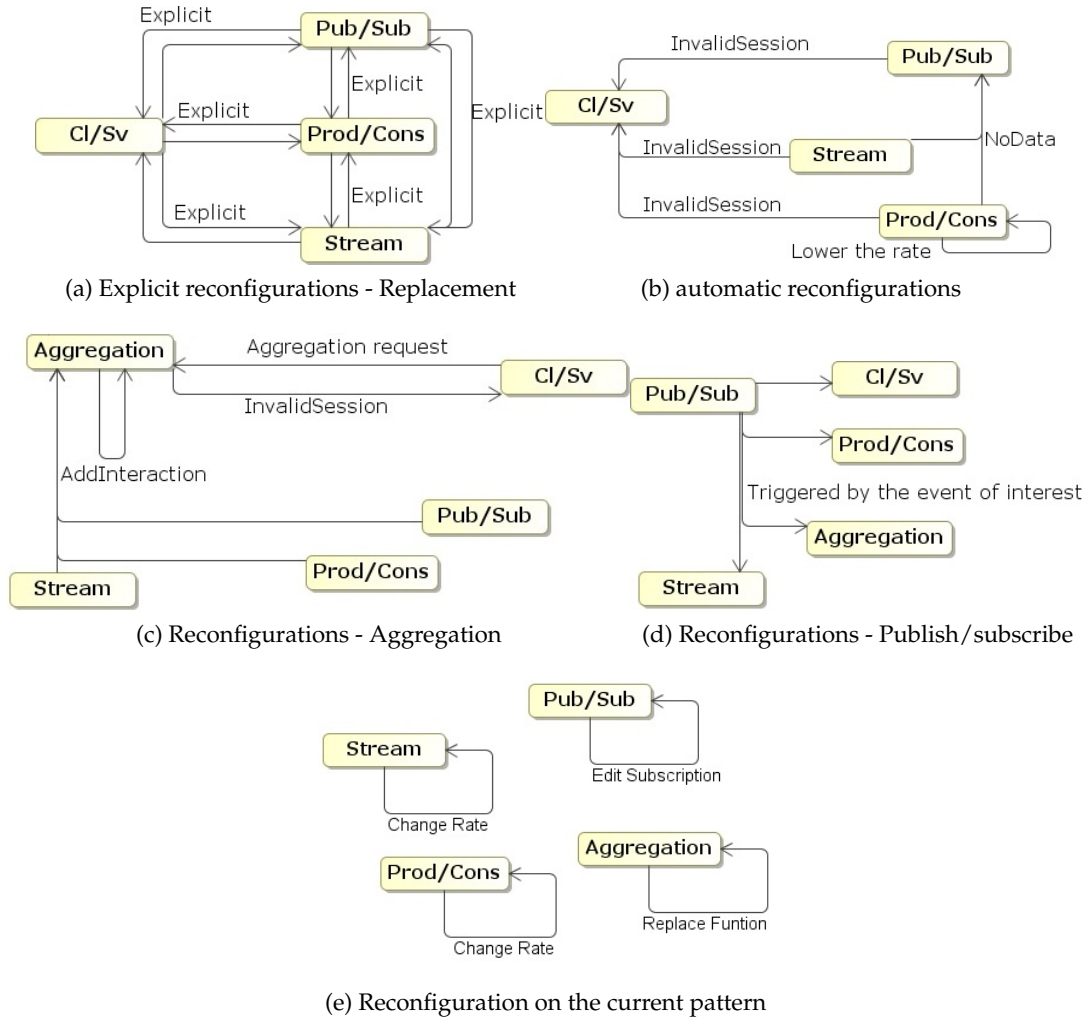 Explicit
Pub/Sub
Explicit
Explicit
Explicit
Cl/Sv
Prod/Cons
Explicit
Explicit
Stream
(a) Explicit reconfigurations - Replacement
InvalidSession
Pub/Sub
Cl/Sv
InvalidSession
Stream
NoData
InvalidSession
Prod/Cons
Lower the rate
(b) automatic reconfigurations
Aggregation
Aggregation request
Cl/Sv
InvalidSession
AddInteraction
Pub/Sub
Prod/Cons
Stream
(c) Reconfigurations - Aggregation
Cl/Sv
Pub/Sub
Prod/Cons
Triggered by the event of interest
Aggregation
Stream
(d) Reconfigurations - Publish/subscribe
Pub/Sub
Edit Subscription
Stream
Change Rate
Aggregation
Replace Funtion
Prod/Cons
Change Rate
(e) Reconfiguration on the current pattern